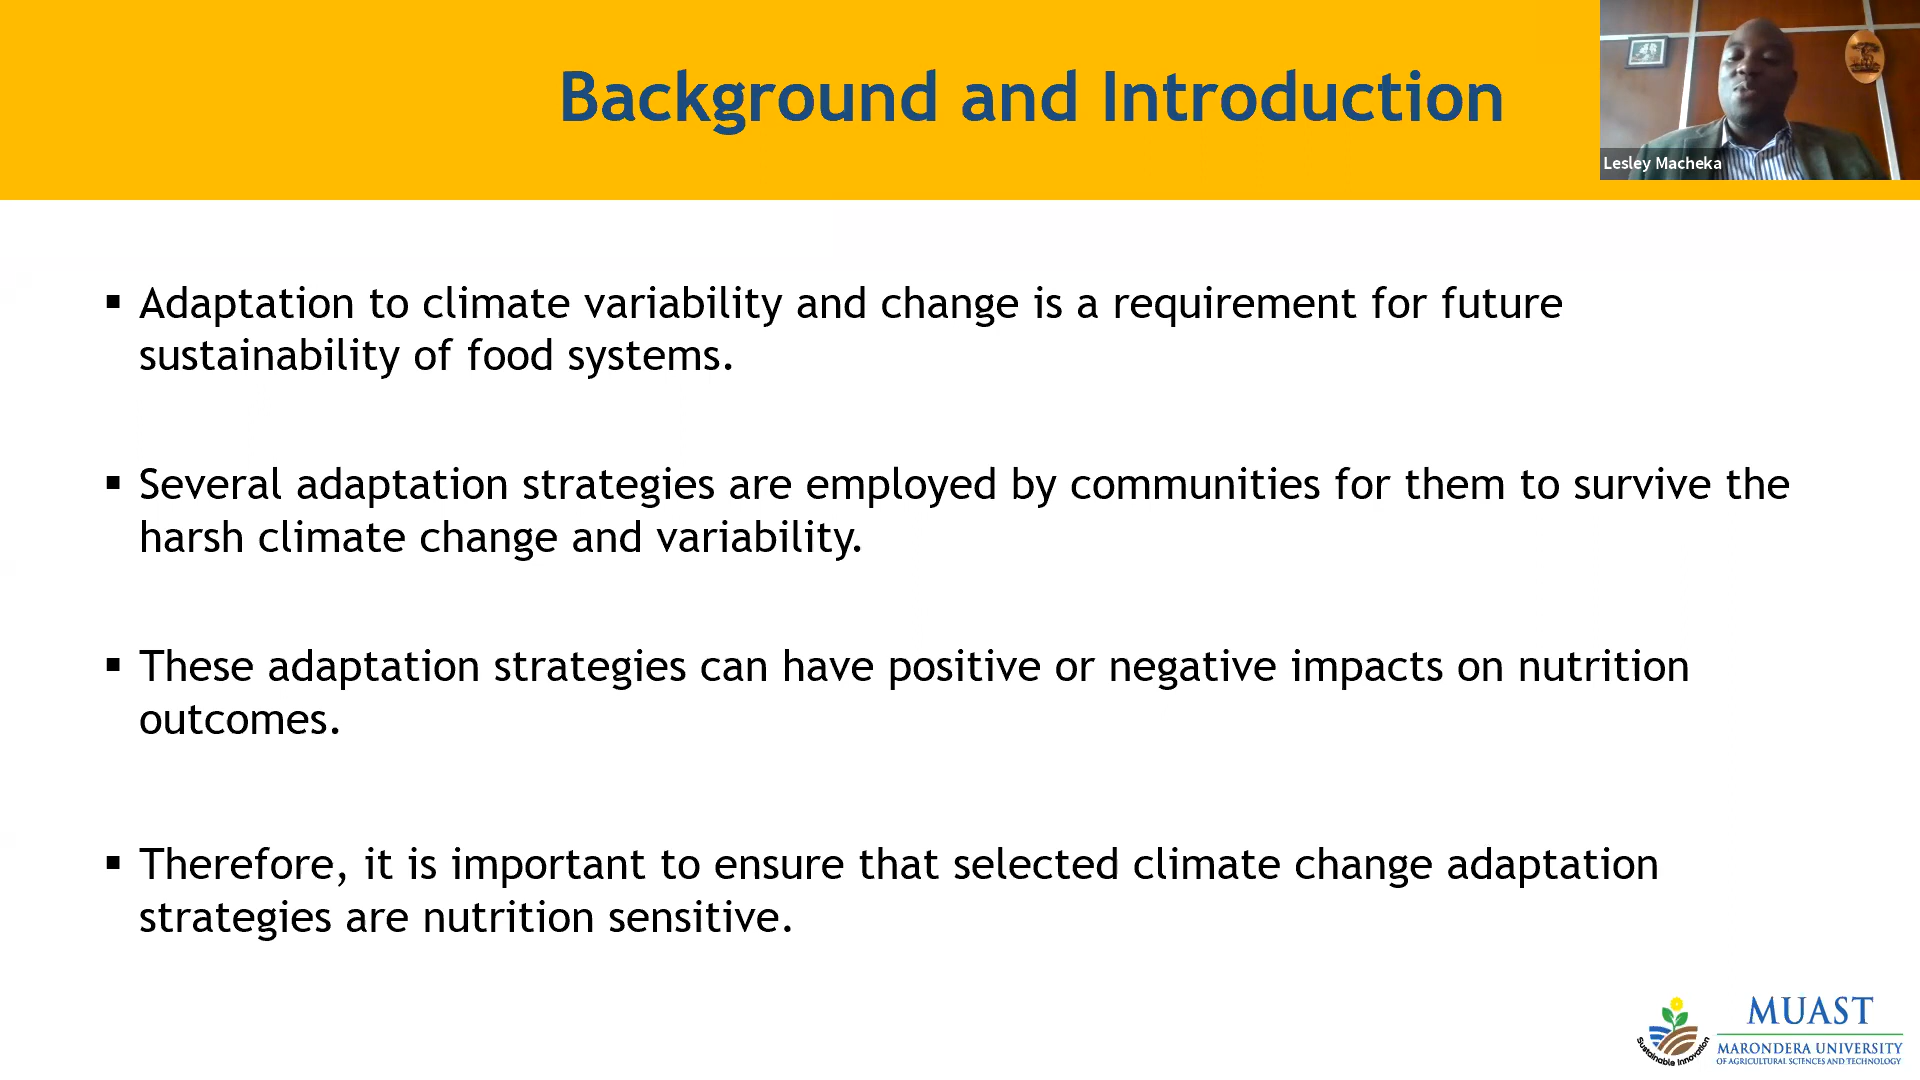 Background and Introduction
Lesley Macheka
▪ Adaptation to climate variability and change is a requirement for future
sustainability of food systems.
▪ Several adaptation strategies are employed by communities for them to survive the
harsh climate change and variability.
▪ These adaptation strategies can have positive or negative impacts on nutrition
outcomes.
▪ Therefore, it is important to ensure that selected climate change adaptation
strategies are nutrition sensitive.
Sustainable Innovation
MUAST
MARONDERA UNIVERSITY
OF AGRICULTURAL SCIENCES AND TECHNOLOGY